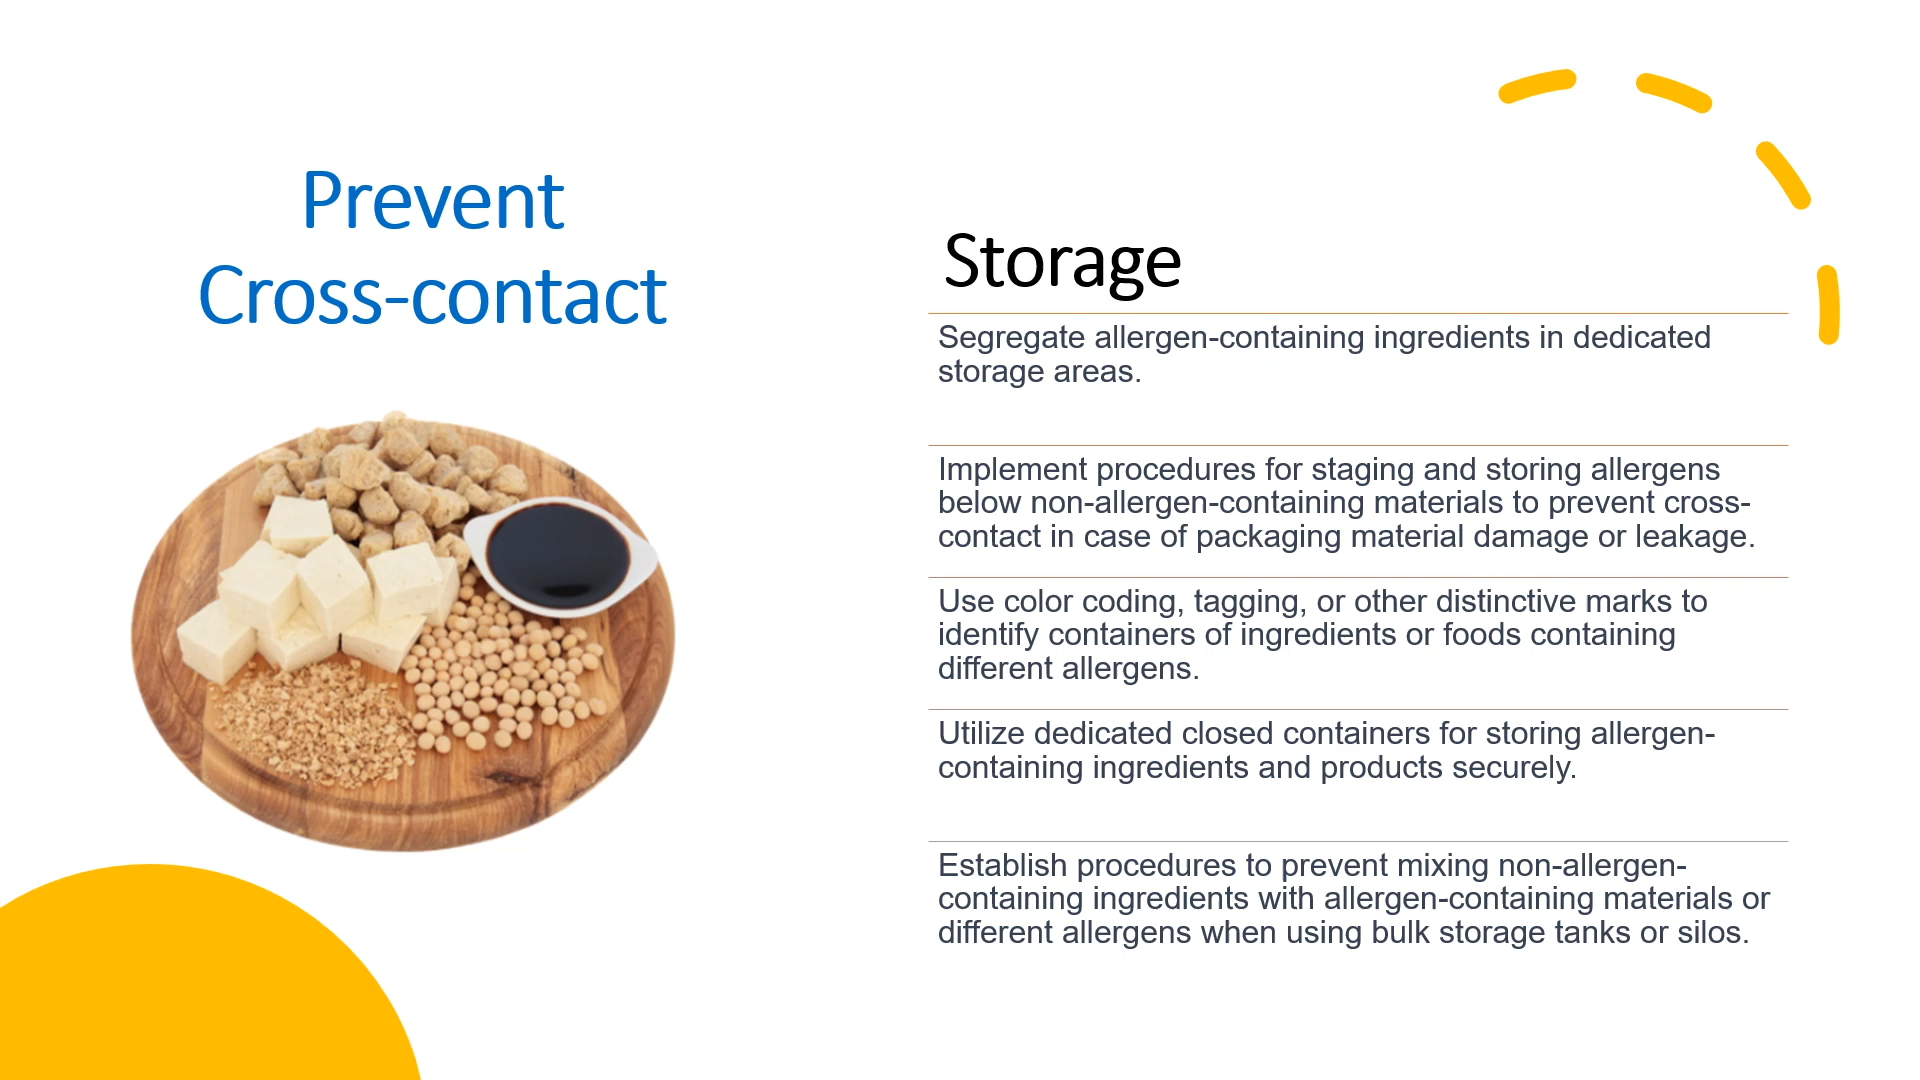 Prevent
Cross-contact
Storage
Segregate allergen-containing ingredients in dedicated
storage areas.
Implement procedures for staging and storing allergens
below non-allergen-containing materials to prevent cross-
contact in case of packaging material damage or leakage.
Use color coding, tagging, or other distinctive marks to
identify containers of ingredients or foods containing
different allergens.
Utilize dedicated closed containers for storing allergen-
containing ingredients and products securely.
Establish procedures to prevent mixing non-allergen-
containing ingredients with allergen-containing materials or
different allergens when using bulk storage tanks or silos.